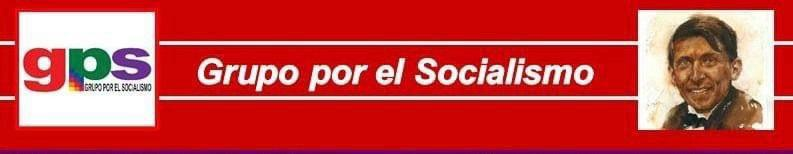 gps
GRUPO POR EL SOCIALISMO
Grupo por el Socialismo